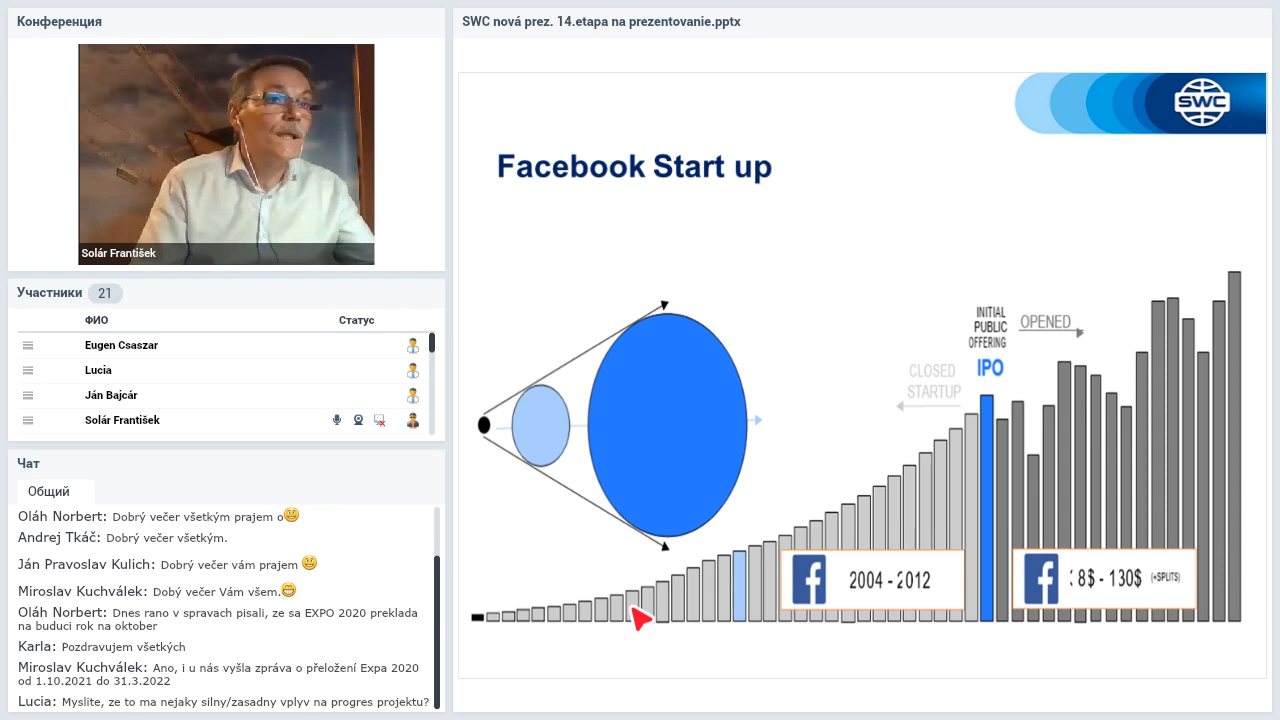 Конференция
Solár František
Участники 21
ФИО Статус
Eugen Csaszar
Lucia
Ján Bajcár
Solár František
Чат
Общий
Oláh Norbert: Dobrý večer všetkým prajem o
Andrej Tkáč: Dobrý večer všetkým.
Ján Pravoslav Kulich: Dobrý večer vám prajem
Miroslav Kuchválek: Dobý večer Vám všem.
Oláh Norbert: Dnes rano v spravach pisali, ze sa EXPO 2020 preklada
na buduci rok na oktober
Karla: Pozdravujem všetkých
Miroslav Kuchválek: Ano, i u nás vyšla zpráva o přeložení Expa 2020
od 1.10.2021 do 31.3.2022
Lucia: Myslite, ze to ma nejaky silny/zasadny vplyv na progres projektu?
SWC nová prez. 14.etapa na prezentovanie.pptx
SWC
Facebook Start up
INITIAL
PUBLIC
OFFERING
IPO
OPENED
CLOSED
STARTUP
2004 - 2012
8$ - 130$ (+SPLITS)